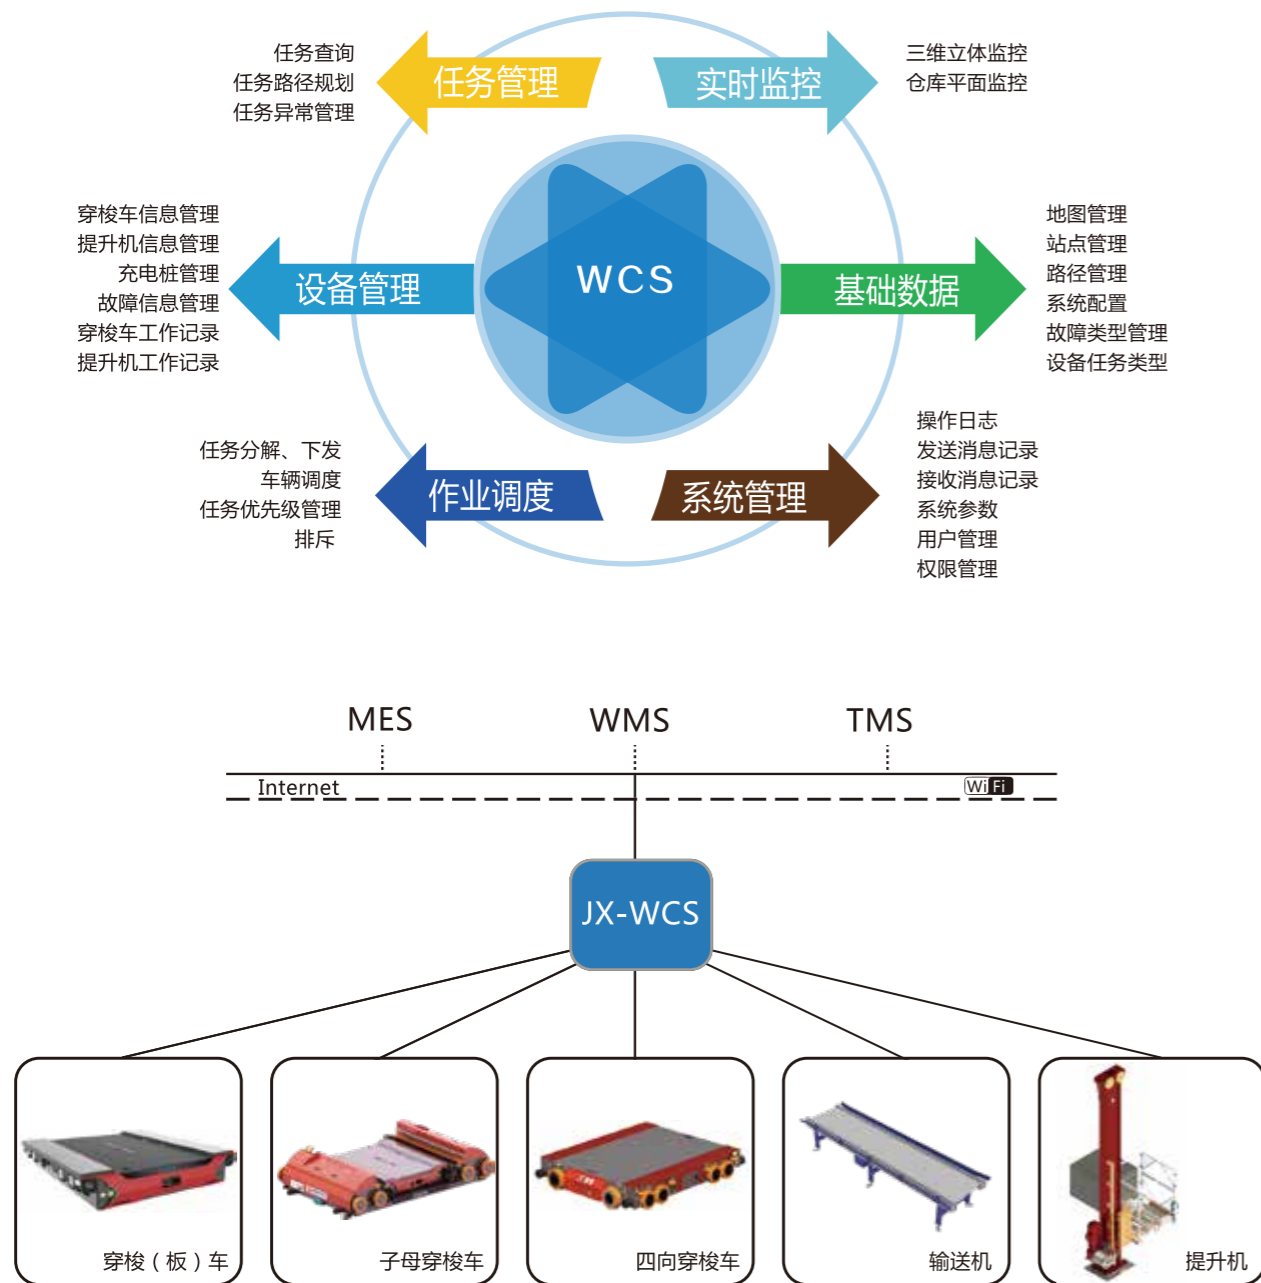 任务查询
任务路径规划
任务异常管理
任务管理
实时监控
三维立体监控
仓库平面监控
穿梭车信息管理
提升机信息管理
充电桩管理
故障信息管理
穿梭车工作记录
提升机工作记录
设备管理
WCS
基础数据
地图管理
站点管理
路径管理
系统配置
故障类型管理
设备任务类型
任务分解、下发
车辆调度
任务优先级管理
排斥
作业调度
系统管理
操作日志
发送消息记录
接收消息记录
系统参数
用户管理
权限管理
MES
WMS
TMS
Internet
WiFi
JX-WCS
穿梭（板）车
子母穿梭车
四向穿梭车
输送机
提升机